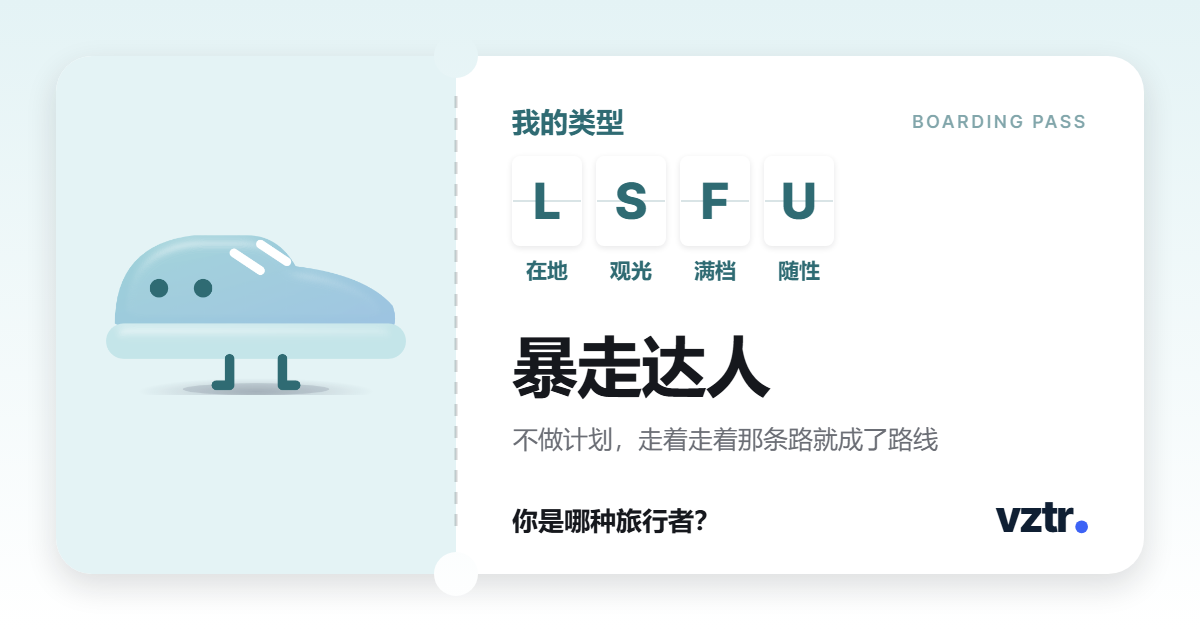 我的类型
BOARDING PASS
L S F U
在地 观光 满档 随性
暴走达人
不做计划，走着走着那条路就成了路线
你是哪种旅行者？
vztr.